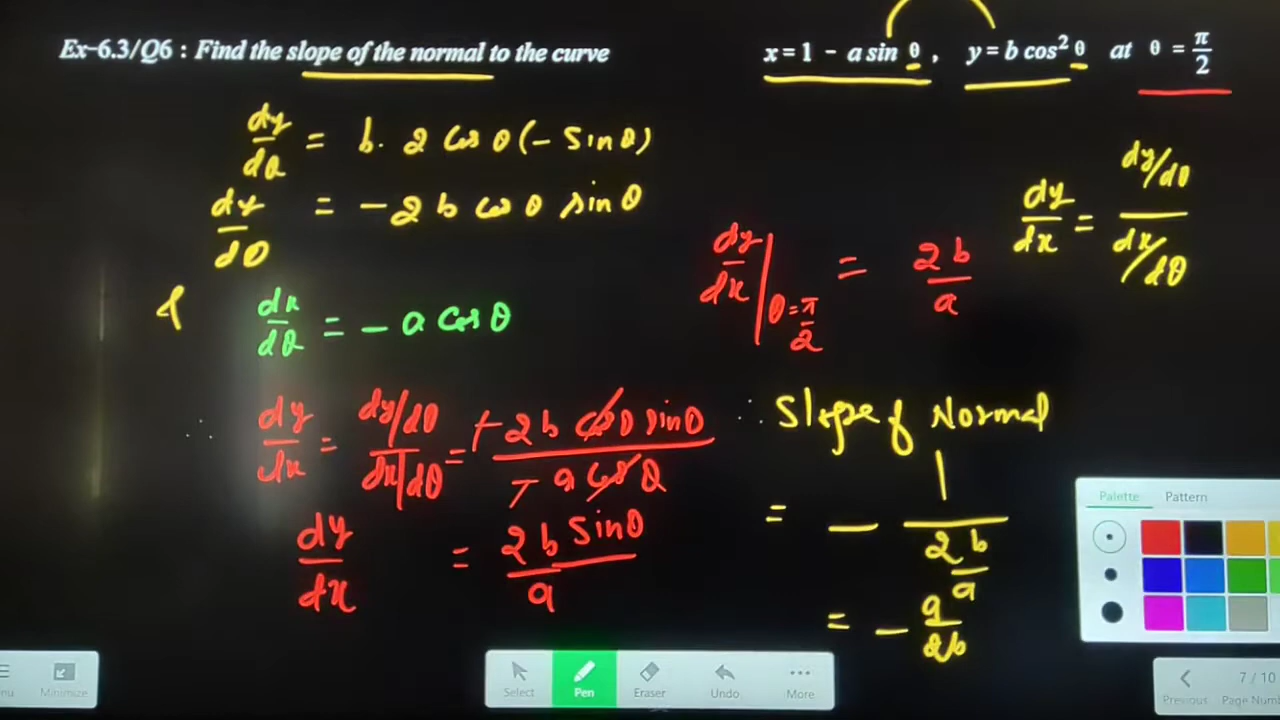 Ex-6.3/Q6 : Find the slope of the normal to the curve x = 1 - a sin θ , y = b cos² θ at θ = π/2
dy/dθ = b. 2 Cos θ (- Sin θ)
dy/dθ = - 2 b cos θ sin θ
dy/dx = (dy/dθ)/(dx/dθ)
& dx/dθ = - a Cos θ
dy/dx |θ = π/2 = 2b/a
∴ dy/dx = (dy/dθ)/(dx/dθ) = (- 2b cos θ sin θ)/(- a cos θ)
dy/dx = 2b sin θ/a
∴ Slope of Normal
= - 1/(2b/a)
= - a/2b
Palette Pattern
Minimize
Select Pen Eraser Undo More
7 / 10
Previous Page Num